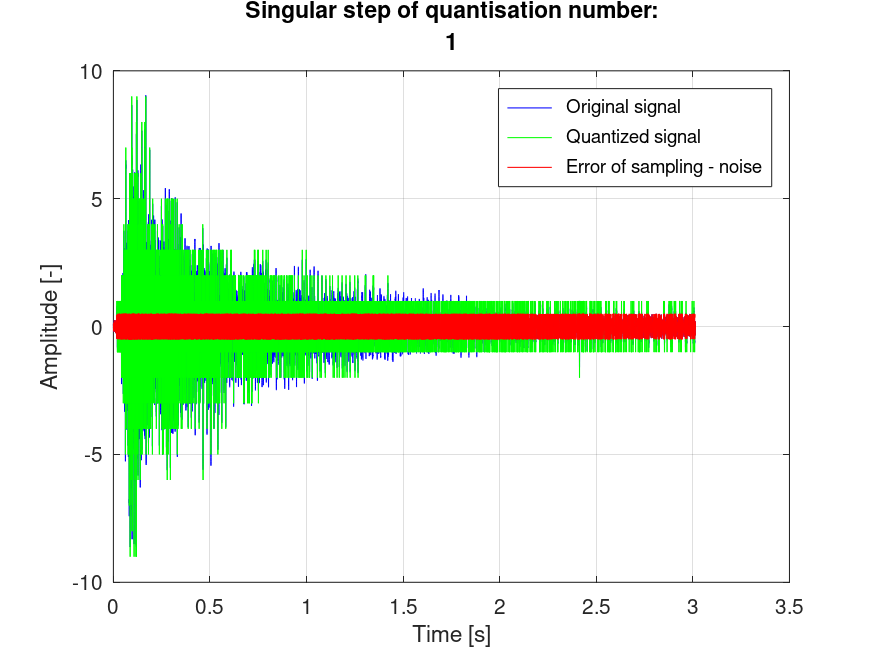 Singular step of quantisation number:
1
Original signal
Quantized signal
Error of sampling - noise
Amplitude [-]
10
5
0
-5
-10
0
0.5
1
1.5
2
2.5
3
3.5
Time [s]